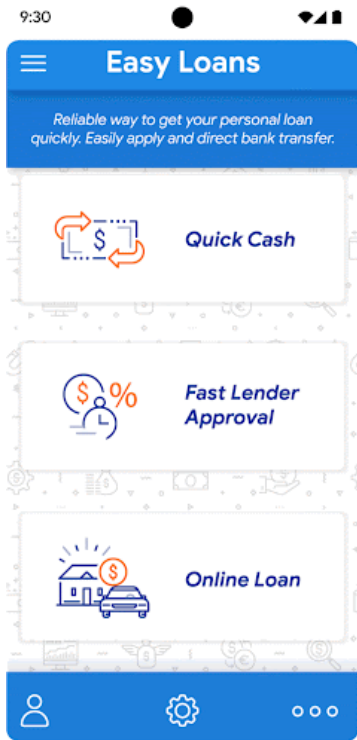 9:30
Easy Loans
Reliable way to get your personal loan
quickly. Easily apply and direct bank transfer.
$
Quick Cash
$ %
Fast Lender
Approval
$
Online Loan